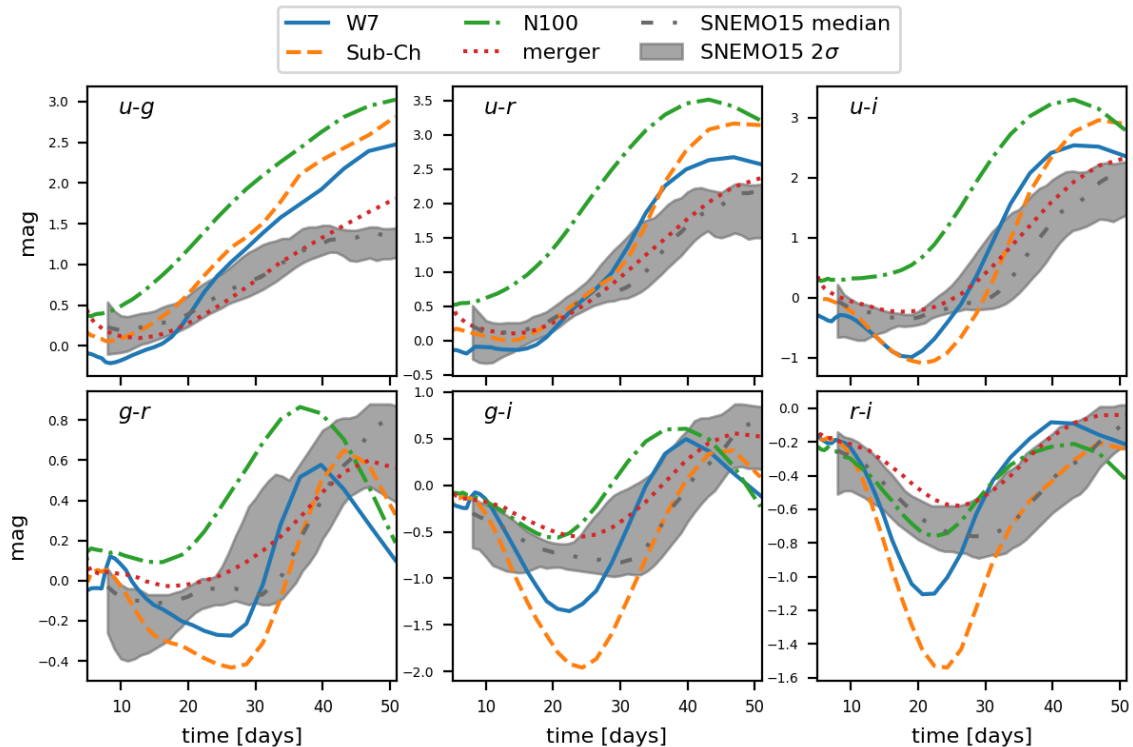 W7 N100 SNEMO15 median
Sub-Ch merger SNEMO15 2σ
u-g
mag
3.0
2.5
2.0
1.5
1.0
0.5
0.0
u-r
3.5
3.0
2.5
2.0
1.5
1.0
0.5
0.0
−0.5
u-i
3
2
1
0
−1
g-r
mag
0.8
0.6
0.4
0.2
0.0
−0.2
−0.4
10 20 30 40 50
time [days]
g-i
1.0
0.5
0.0
−0.5
−1.0
−1.5
−2.0
10 20 30 40 50
time [days]
r-i
0.0
−0.2
−0.4
−0.6
−0.8
−1.0
−1.2
−1.4
−1.6
10 20 30 40 50
time [days]